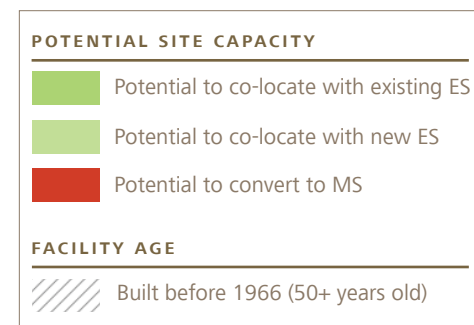 POTENTIAL SITE CAPACITY
Potential to co-locate with existing ES
Potential to co-locate with new ES
Potential to convert to MS
FACILITY AGE
Built before 1966 (50+ years old)